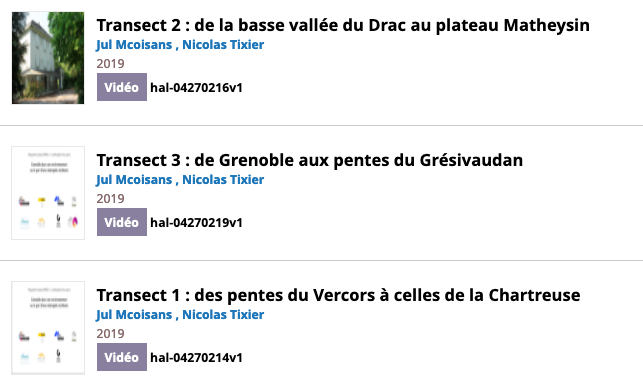 Transect 2 : de la basse vallée du Drac au plateau Matheysin
Jul Mcoisans , Nicolas Tixier
2019
Vidéo hal-04270216v1
Transect 3 : de Grenoble aux pentes du Grésivaudan
Jul Mcoisans , Nicolas Tixier
2019
Vidéo hal-04270219v1
Transect 1 : des pentes du Vercors à celles de la Chartreuse
Jul Mcoisans , Nicolas Tixier
2019
Vidéo hal-04270214v1